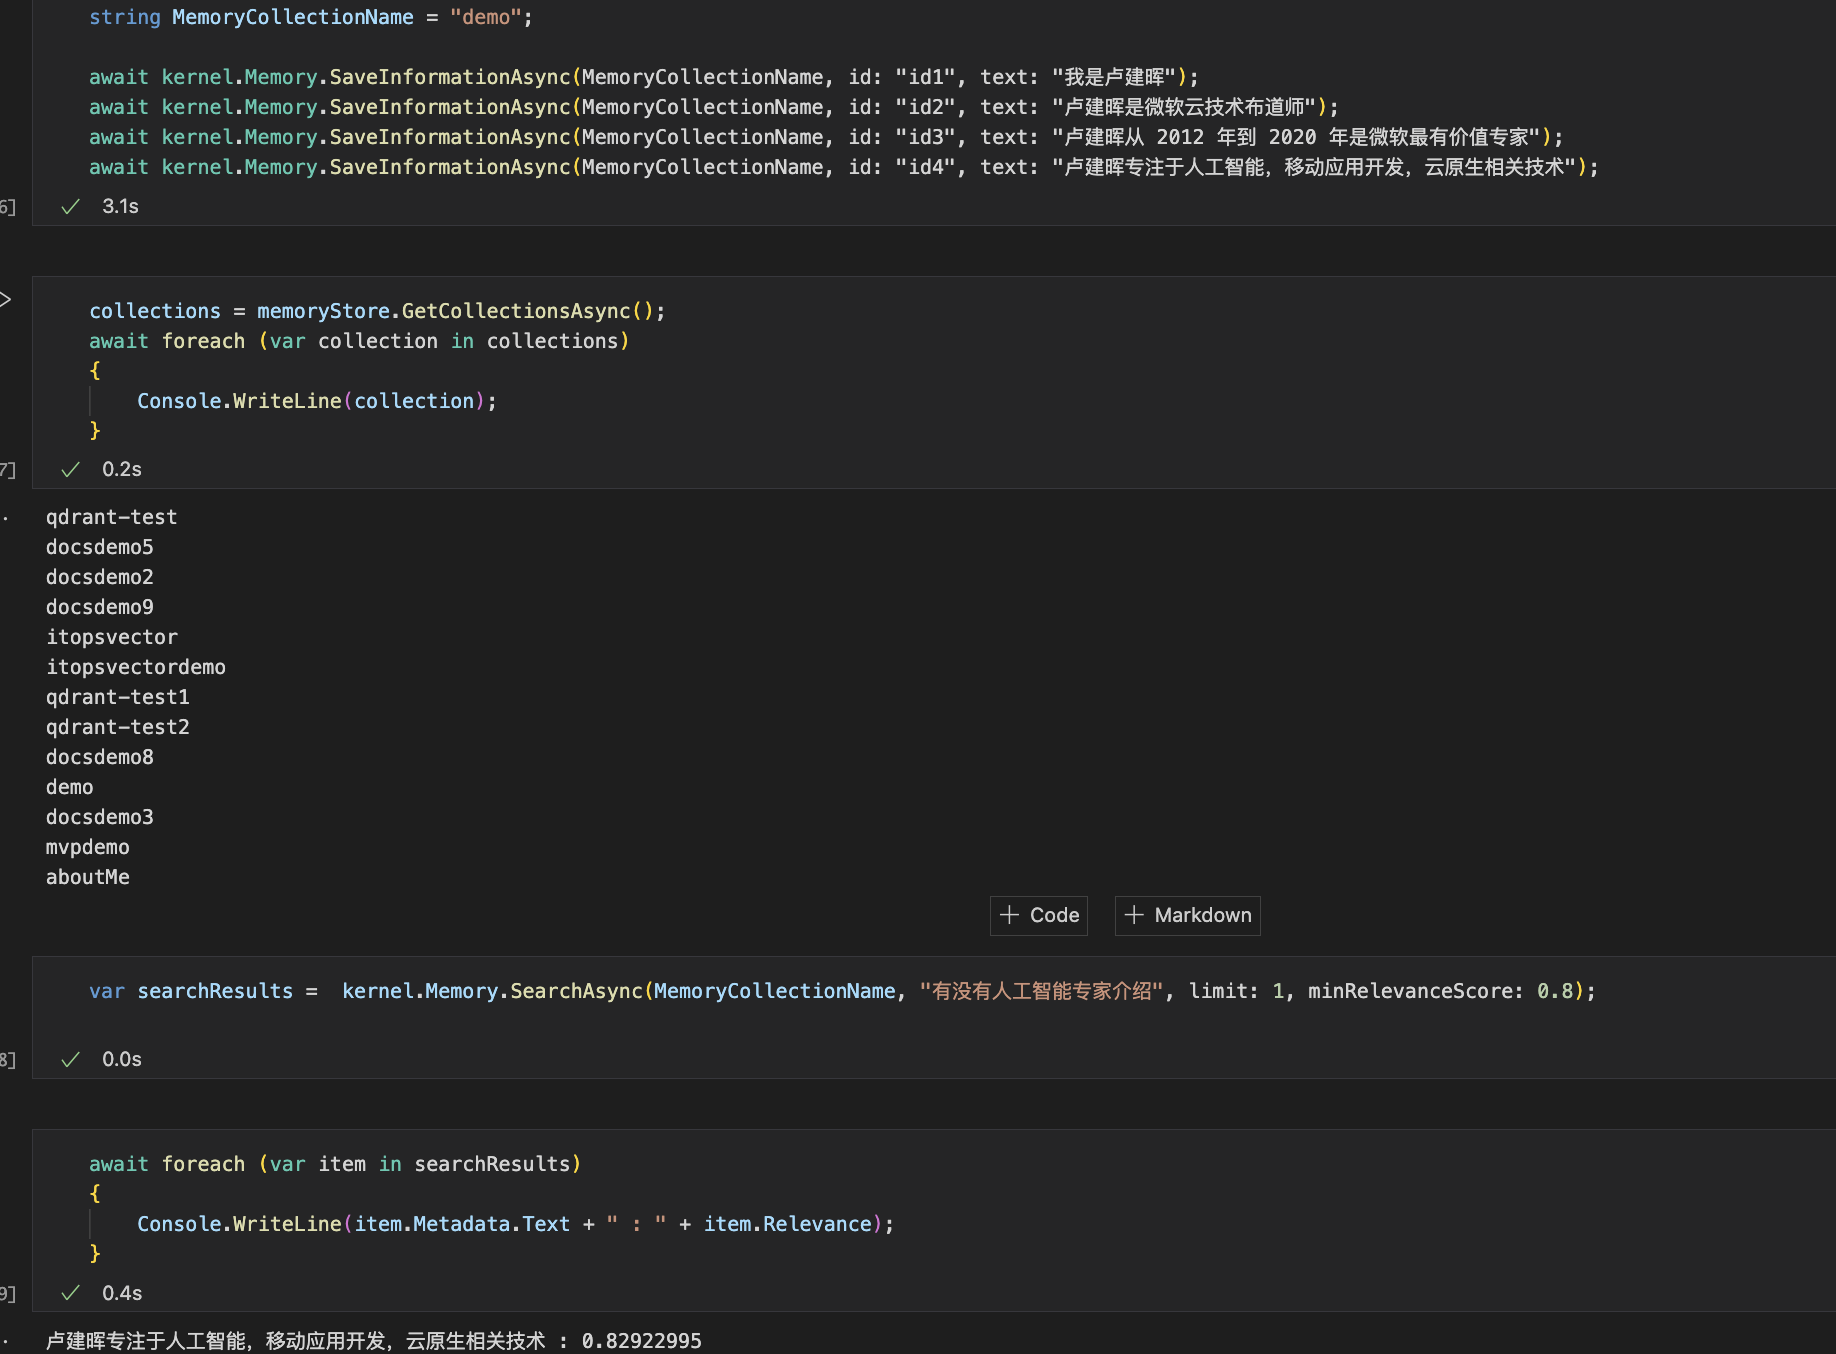 string MemoryCollectionName = "demo";
await kernel.Memory.SaveInformationAsync(MemoryCollectionName, id: "id1", text: "我是卢建晖");
await kernel.Memory.SaveInformationAsync(MemoryCollectionName, id: "id2", text: "卢建晖是微软云技术布道师");
await kernel.Memory.SaveInformationAsync(MemoryCollectionName, id: "id3", text: "卢建晖从 2012 年到 2020 年是微软最有价值专家");
await kernel.Memory.SaveInformationAsync(MemoryCollectionName, id: "id4", text: "卢建晖专注于人工智能，移动应用开发，云原生相关技术");
6] ✓ 3.1s
collections = memoryStore.GetCollectionsAsync();
await foreach (var collection in collections)
{
Console.WriteLine(collection);
}
7] ✓ 0.2s
qdrant-test
docsdemo5
docsdemo2
docsdemo9
itopsvector
itopsvectordemo
qdrant-test1
qdrant-test2
docsdemo8
demo
docsdemo3
mvpdemo
aboutMe
+ Code + Markdown
var searchResults =  kernel.Memory.SearchAsync(MemoryCollectionName, "有没有人工智能专家介绍", limit: 1, minRelevanceScore: 0.8);
8] ✓ 0.0s
await foreach (var item in searchResults)
{
Console.WriteLine(item.Metadata.Text + " : " + item.Relevance);
}
9] ✓ 0.4s
卢建晖专注于人工智能，移动应用开发，云原生相关技术 : 0.82922995